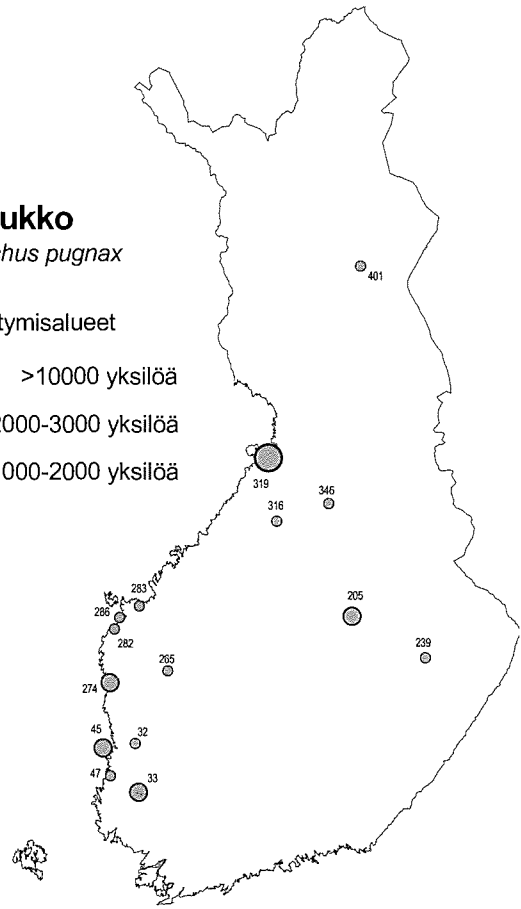 ukko
hus pugnax
tymisalueet
>10000 yksilöä
2000-3000 yksilöä
000-2000 yksilöä
401
319
346
316
283
205
286
282
239
265
274
45
32
47
33